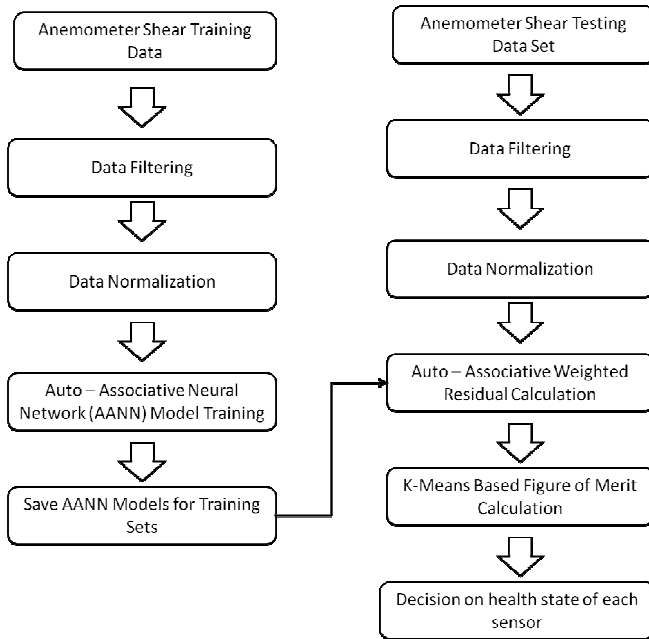 Anemometer Shear Training
Data
Data Filtering
Data Normalization
Auto – Associative Neural
Network (AANN) Model Training
Save AANN Models for Training
Sets
Anemometer Shear Testing
Data Set
Data Filtering
Data Normalization
Auto – Associative Weighted
Residual Calculation
K-Means Based Figure of Merit
Calculation
Decision on health state of each
sensor